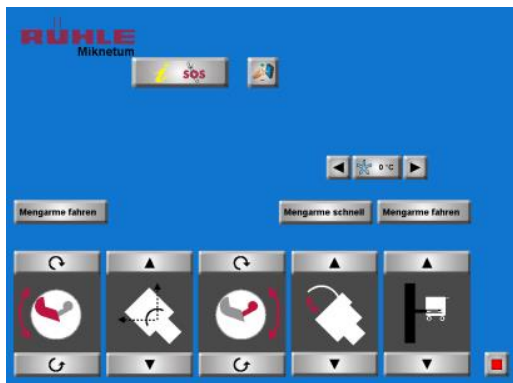 RÜHLE
Miknetum
i SOS
0 °C
Mengarme fahren
Mengarme schnell
Mengarme fahren